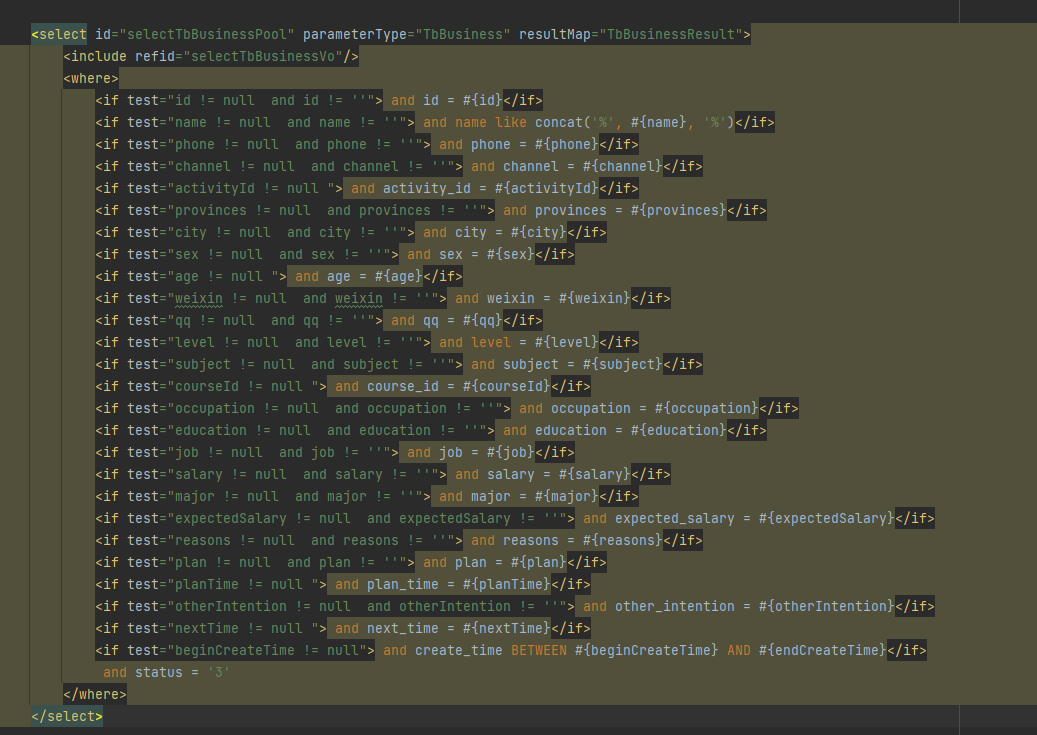 <select id="selectTbBusinessPool" parameterType="TbBusiness" resultMap="TbBusinessResult">
<include refid="selectTbBusinessVo"/>
<where>
<if test="id != null  and id != ''"> and id = #{id}</if>
<if test="name != null  and name != ''"> and name like concat('%', #{name}, '%')</if>
<if test="phone != null  and phone != ''"> and phone = #{phone}</if>
<if test="channel != null  and channel != ''"> and channel = #{channel}</if>
<if test="activityId != null "> and activity_id = #{activityId}</if>
<if test="provinces != null  and provinces != ''"> and provinces = #{provinces}</if>
<if test="city != null  and city != ''"> and city = #{city}</if>
<if test="sex != null  and sex != ''"> and sex = #{sex}</if>
<if test="age != null "> and age = #{age}</if>
<if test="weixin != null  and weixin != ''"> and weixin = #{weixin}</if>
<if test="qq != null  and qq != ''"> and qq = #{qq}</if>
<if test="level != null  and level != ''"> and level = #{level}</if>
<if test="subject != null  and subject != ''"> and subject = #{subject}</if>
<if test="courseId != null "> and course_id = #{courseId}</if>
<if test="occupation != null  and occupation != ''"> and occupation = #{occupation}</if>
<if test="education != null  and education != ''"> and education = #{education}</if>
<if test="job != null  and job != ''"> and job = #{job}</if>
<if test="salary != null  and salary != ''"> and salary = #{salary}</if>
<if test="major != null  and major != ''"> and major = #{major}</if>
<if test="expectedSalary != null  and expectedSalary != ''"> and expected_salary = #{expectedSalary}</if>
<if test="reasons != null  and reasons != ''"> and reasons = #{reasons}</if>
<if test="plan != null  and plan != ''"> and plan = #{plan}</if>
<if test="planTime != null "> and plan_time = #{planTime}</if>
<if test="otherIntention != null  and otherIntention != ''"> and other_intention = #{otherIntention}</if>
<if test="nextTime != null "> and next_time = #{nextTime}</if>
<if test="beginCreateTime != null"> and create_time BETWEEN #{beginCreateTime} AND #{endCreateTime}</if>
and status = '3'
</where>
</select>